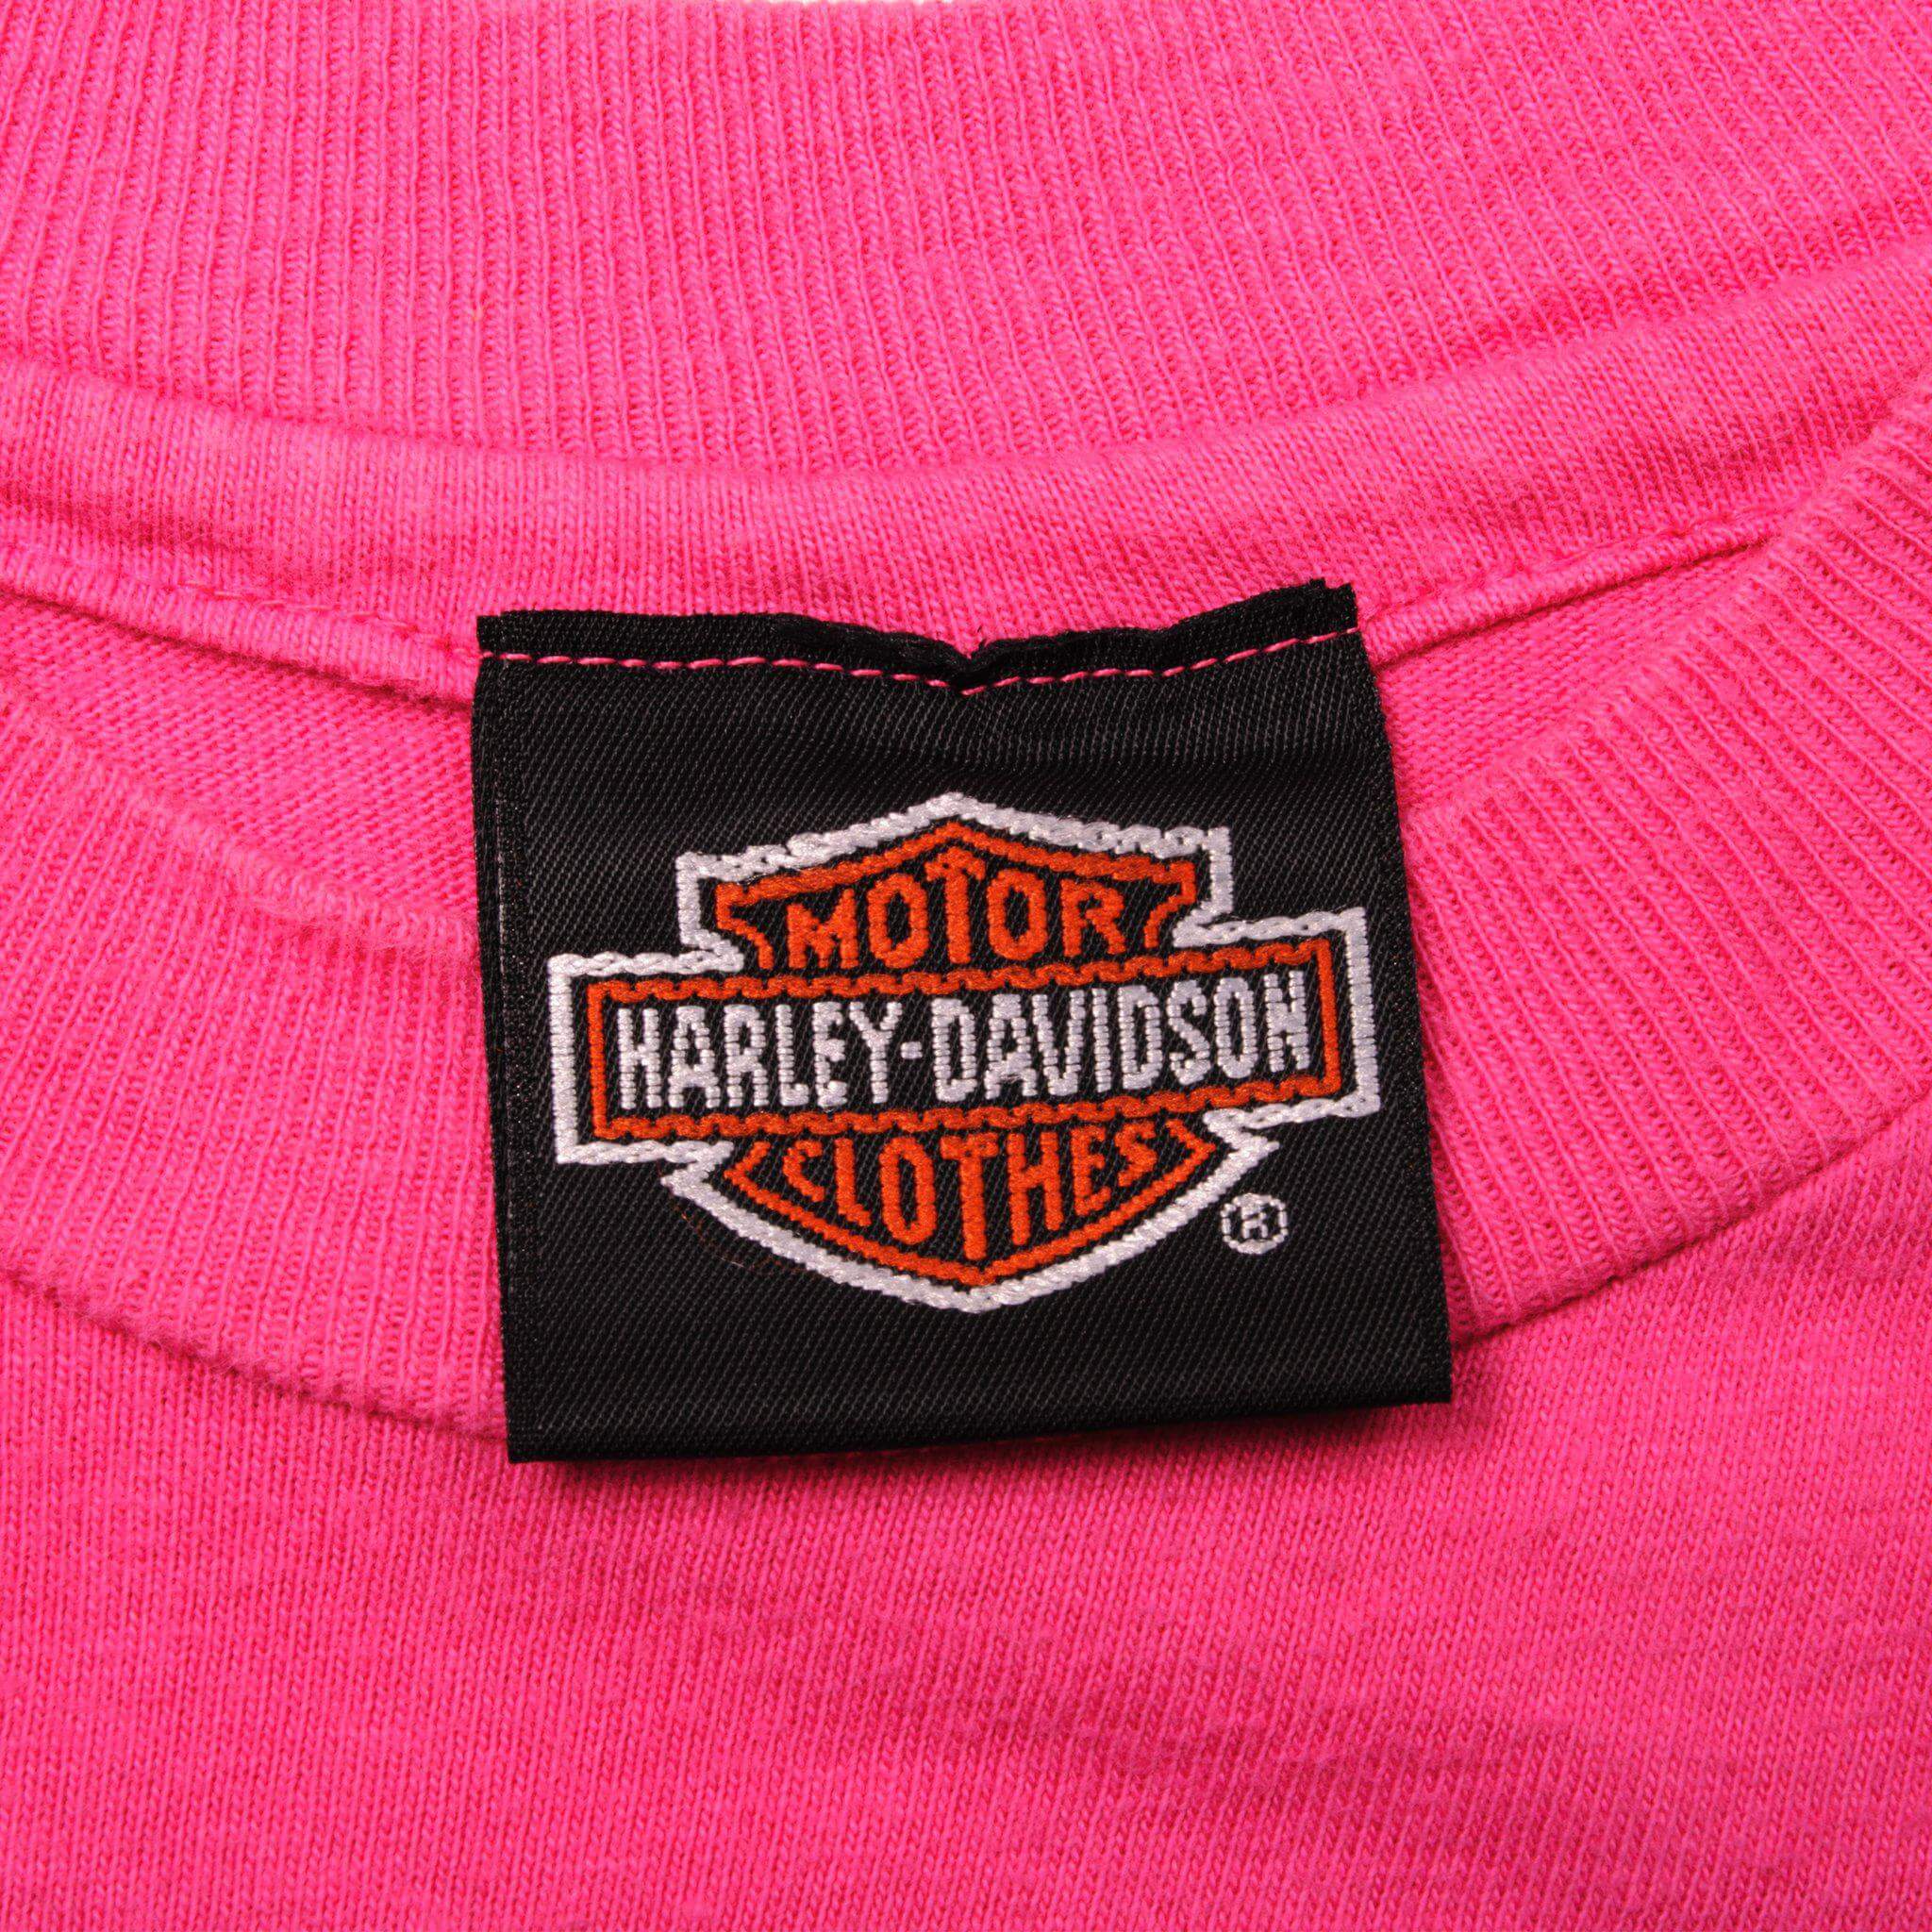 MOTOR
HARLEY-DAVIDSON
CLOTHES
®